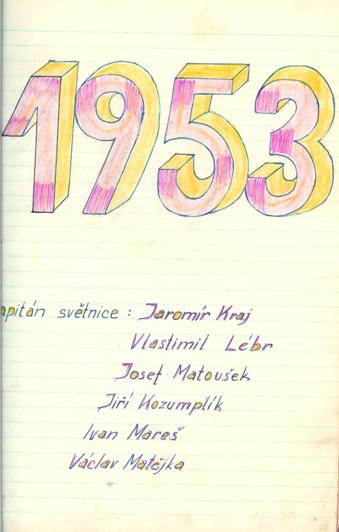 1953
apitán světnice : Jaromír Kraj
Vlastimil Lébr
Josef Matoušek
Jiří Kozumplík
Ivan Mareš
Václav Matějka